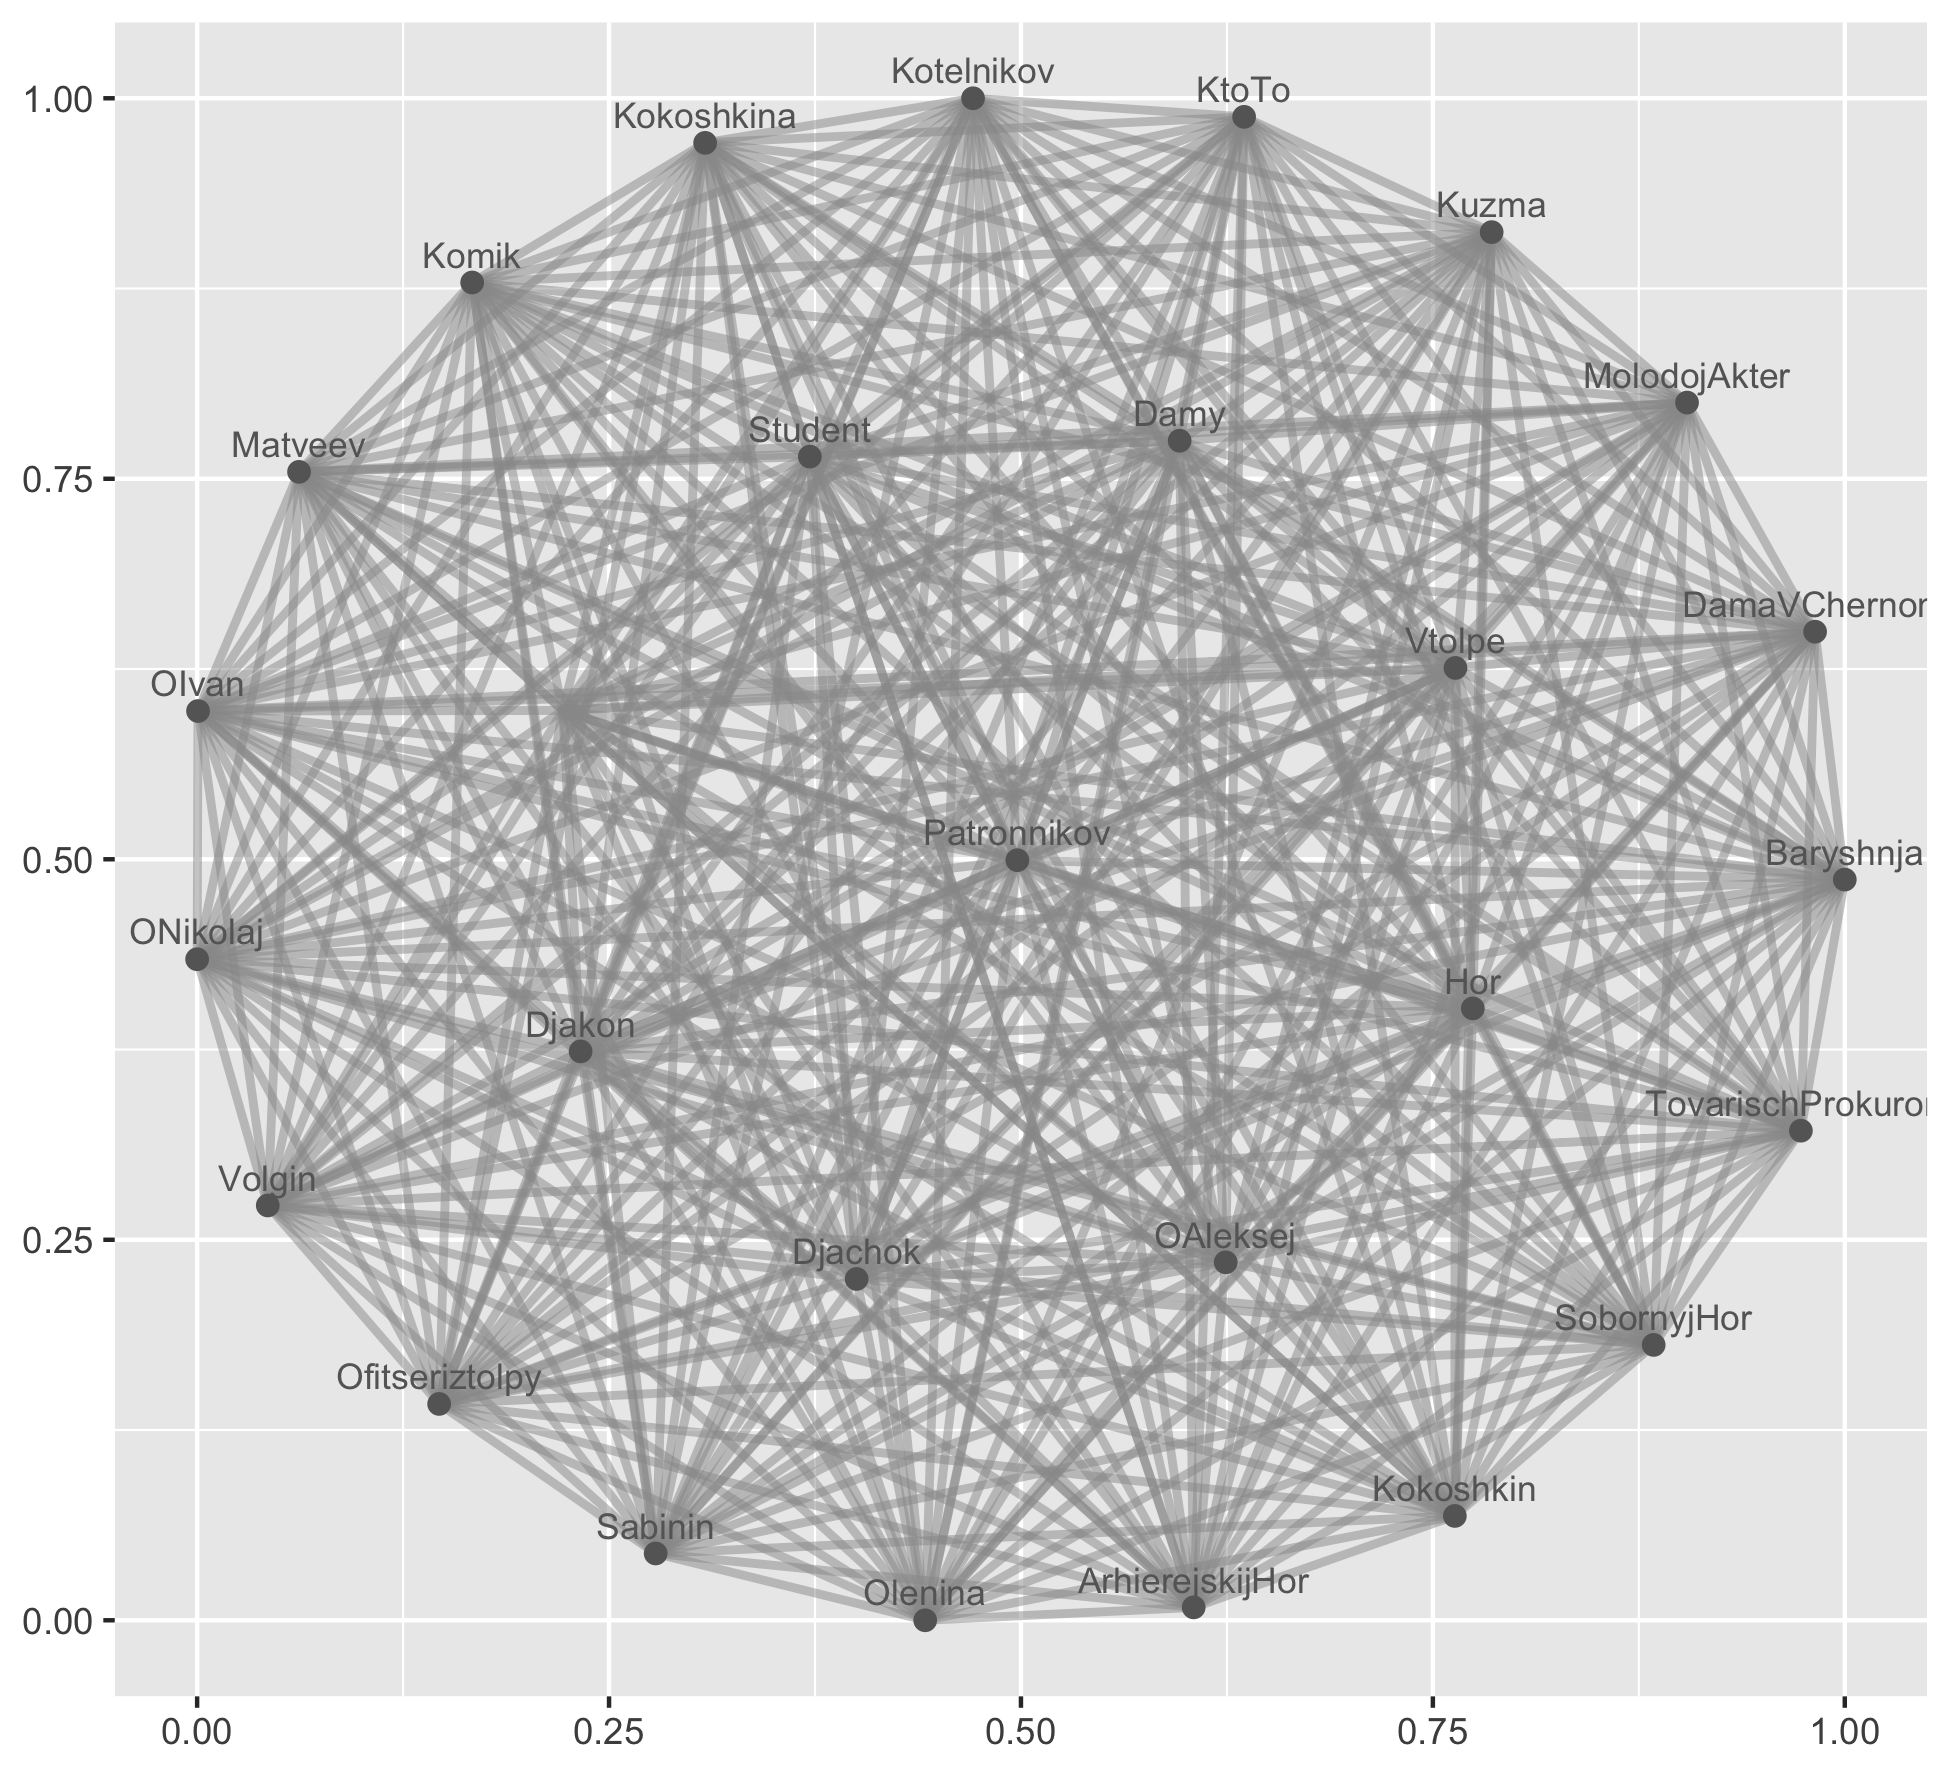 Kotelnikov
KtoTo
1.00
Kokoshkina
Kuzma
Komik
MolodojAkter
Damy
Student
Matveev
0.75
DamaVChernom
Vtolpe
OIvan
Patronnikov
0.50
Baryshnja
ONikolaj
Hor
Djakon
TovarischProkuror
Volgin
OAleksej
0.25
Djachok
SobornyjHor
Ofitseriztolpy
Kokoshkin
Sabinin
ArhierejskijHor
Olenina
0.00
0.00 0.25 0.50 0.75 1.00